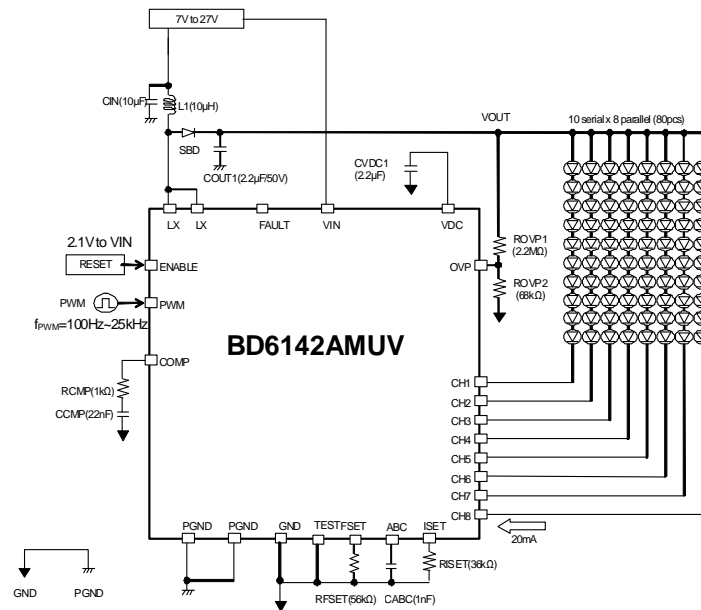 7V to 27V
CIN(10µF)
L1(10µH)
VOUT
10 serial x 8 parallel (80pcs)
SBD
COUT1(2.2µF/50V)
CVDC1
(2.2µF)
LX
LX
FAULT
VIN
VDC
2.1V to VIN
RESET
ENABLE
OVP
ROVP1
(2.2MΩ)
ROVP2
(68kΩ)
PWM
PWM
fPWM=100Hz~25kHz
BD6142AMUV
COMP
RCMP(1kΩ)
CCMP(22nF)
CH1
CH2
CH3
CH4
CH5
CH6
CH7
CH8
20mA
PGND
PGND
GND
TEST
FSET
ABC
ISET
RISET(36kΩ)
RFSET(56kΩ)
CABC(1nF)
GND
PGND